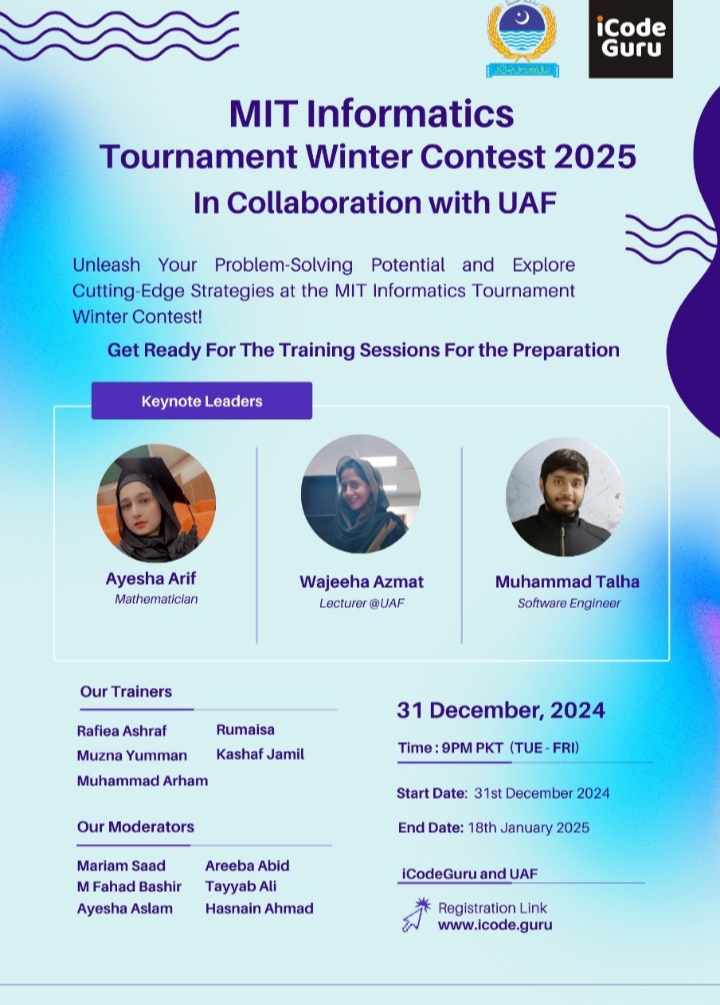 iCode
Guru
MIT Informatics
Tournament Winter Contest 2025
In Collaboration with UAF
Unleash Your Problem-Solving Potential and Explore
Cutting-Edge Strategies at the MIT Informatics Tournament
Winter Contest!
Get Ready For The Training Sessions For the Preparation
Keynote Leaders
Ayesha Arif
Mathematician
Wajeeha Azmat
Lecturer @UAF
Muhammad Talha
Software Engineer
Our Trainers
Rafiea Ashraf
Rumaisa
Muzna Yumman
Kashaf Jamil
Muhammad Arham
Our Moderators
Mariam Saad
Areeba Abid
M Fahad Bashir
Tayyab Ali
Ayesha Aslam
Hasnain Ahmad
31 December, 2024
Time : 9PM PKT (TUE - FRI)
Start Date: 31st December 2024
End Date: 18th January 2025
iCodeGuru and UAF
Registration Link
www.icode.guru